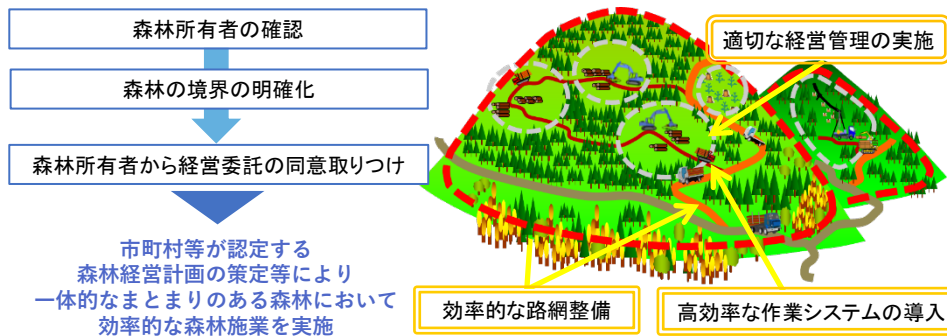 森林所有者の確認
森林の境界の明確化
森林所有者から経営委託の同意取りつけ
市町村等が認定する
森林経営計画の策定等により
一体的なまとまりのある森林において
効率的な森林施業を実施
適切な経営管理の実施
効率的な路網整備
高効率な作業システムの導入